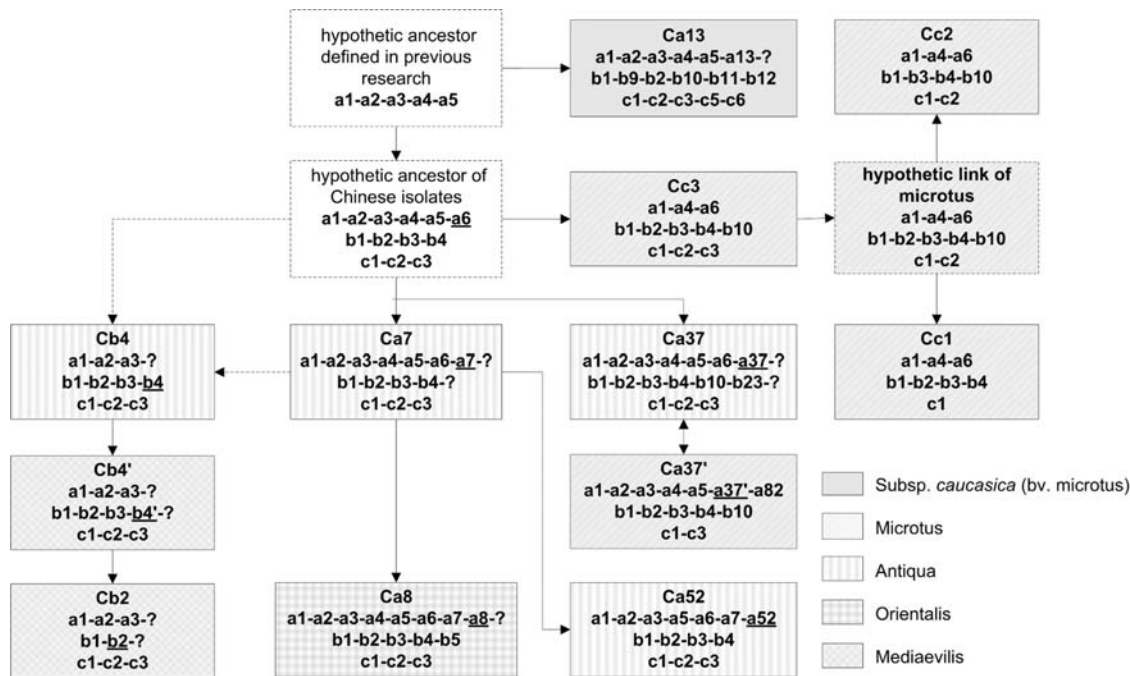 hypothetic ancestor
defined in previous
research
a1-a2-a3-a4-a5
Ca13
a1-a2-a3-a4-a5-a13-?
b1-b9-b2-b10-b11-b12
c1-c2-c3-c5-c6
Cc2
a1-a4-a6
b1-b3-b4-b10
c1-c2
hypothetic ancestor of
Chinese isolates
a1-a2-a3-a4-a5-a6
b1-b2-b3-b4
c1-c2-c3
Cc3
a1-a4-a6
b1-b2-b3-b4-b10
c1-c2-c3
hypothetic link of
microtus
a1-a4-a6
b1-b2-b3-b4-b10
c1-c2
Cb4
a1-a2-a3-?
b1-b2-b3-b4
c1-c2-c3
Ca7
a1-a2-a3-a4-a5-a6-a7-?
b1-b2-b3-b4-?
c1-c2-c3
Ca37
a1-a2-a3-a4-a5-a6-a37-?
b1-b2-b3-b4-b10-b23-?
c1-c2-c3
Cc1
a1-a4-a6
b1-b2-b3-b4
c1
Cb4'
a1-a2-a3-?
b1-b2-b3-b4'-?
c1-c2-c3
Ca37'
a1-a2-a3-a4-a5-a37'-a82
b1-b2-b3-b4-b10
c1-c3
Cb2
a1-a2-a3-?
b1-b2-?
c1-c2-c3
Ca8
a1-a2-a3-a4-a5-a6-a7-a8-?
b1-b2-b3-b4-b5
c1-c2-c3
Ca52
a1-a2-a3-a5-a6-a7-a52
b1-b2-b3-b4
c1-c2-c3
Subsp. caucasica (bv. microtus)
Microtus
Antiqua
Orientalis
Mediaevilis